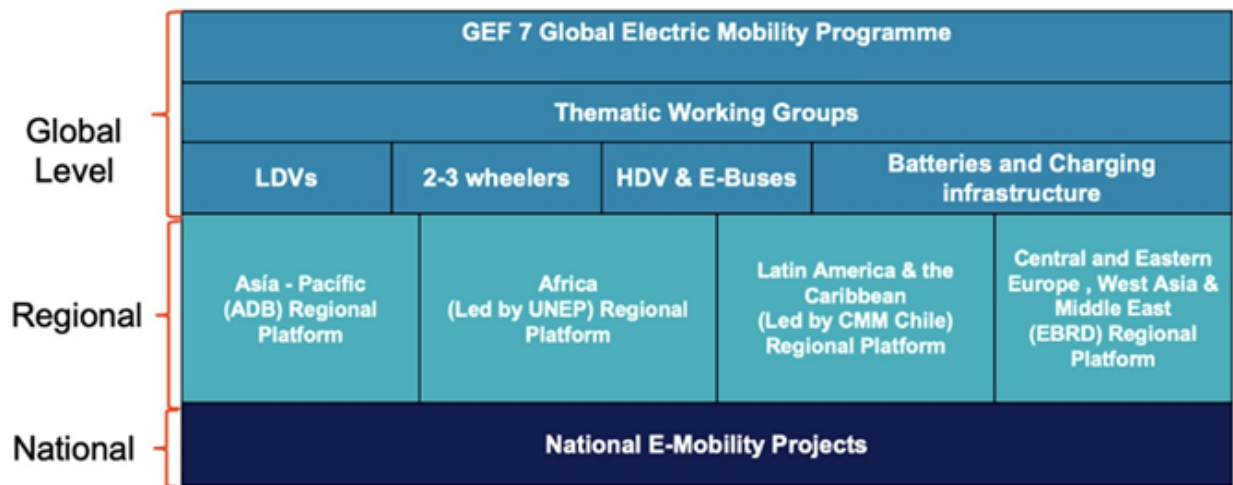 GEF 7 Global Electric Mobility Programme
Thematic Working Groups
Global
Level
LDVs
2-3 wheelers
HDV & E-Buses
Batteries and Charging
infrastructure
Regional
Asía - Pacífic
(ADB) Regional
Platform
Africa
(Led by UNEP) Regional
Platform
Latin America & the
Caribbean
(Led by CMM Chile)
Regional Platform
Central and Eastern
Europe , West Asia &
Middle East
(EBRD) Regional
Platform
National
National E-Mobility Projects